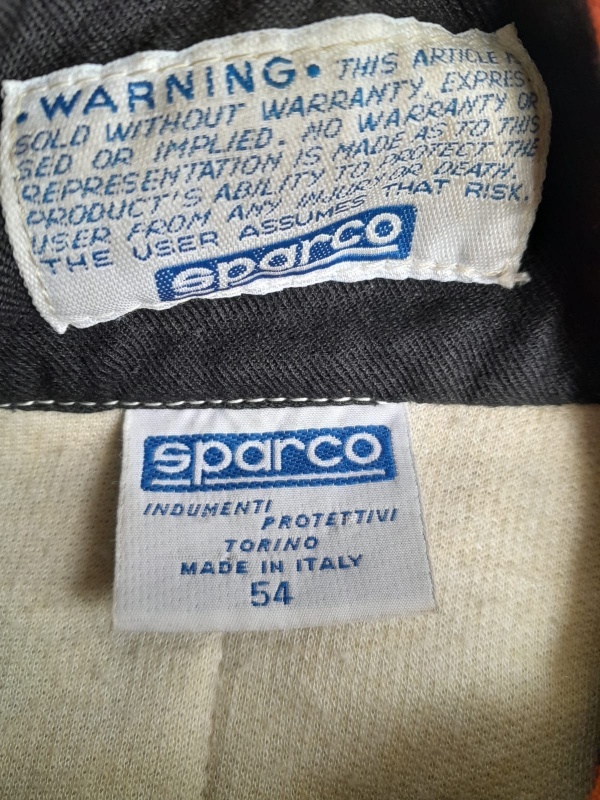 •WARNING• THIS ARTICLE IS
SOLD WITHOUT WARRANTY, EXPRES-
SED OR IMPLIED. NO WARRANTY OR
REPRESENTATION IS MADE AS TO THIS
PRODUCT'S ABILITY TO PROTECT THE
USER FROM ANY INJURY OR DEATH.
THE USER ASSUMES THAT RISK.
sparco
sparco
INDUMENTI
PROTETTIVI
TORINO
MADE IN ITALY
54